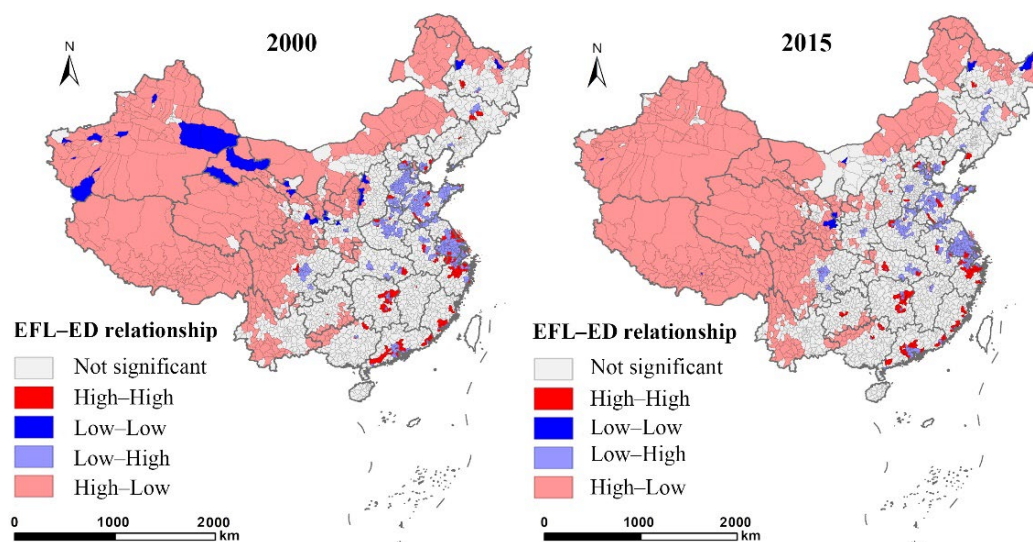 2000
N
EFL–ED relationship
Not significant
High–High
Low–Low
Low–High
High–Low
0 1000 2000
km
2015
N
EFL–ED relationship
Not significant
High–High
Low–Low
Low–High
High–Low
0 1000 2000
km